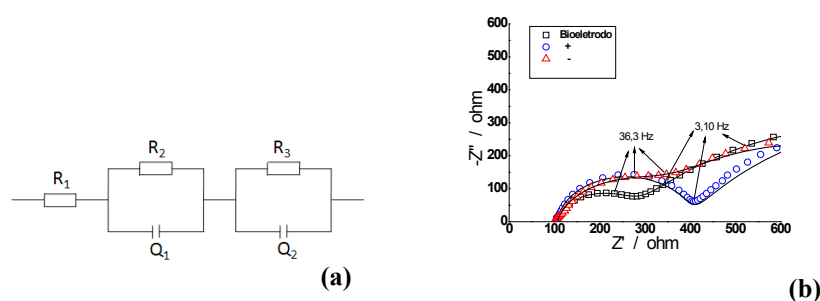 R1
R2
Q1
R3
Q2
(a)
600
500
400
300
200
100
0
-Z'' / ohm
Bioeletrodo
+
-
36,3 Hz
3,10 Hz
0 100 200 300 400 500 600
Z' / ohm
(b)